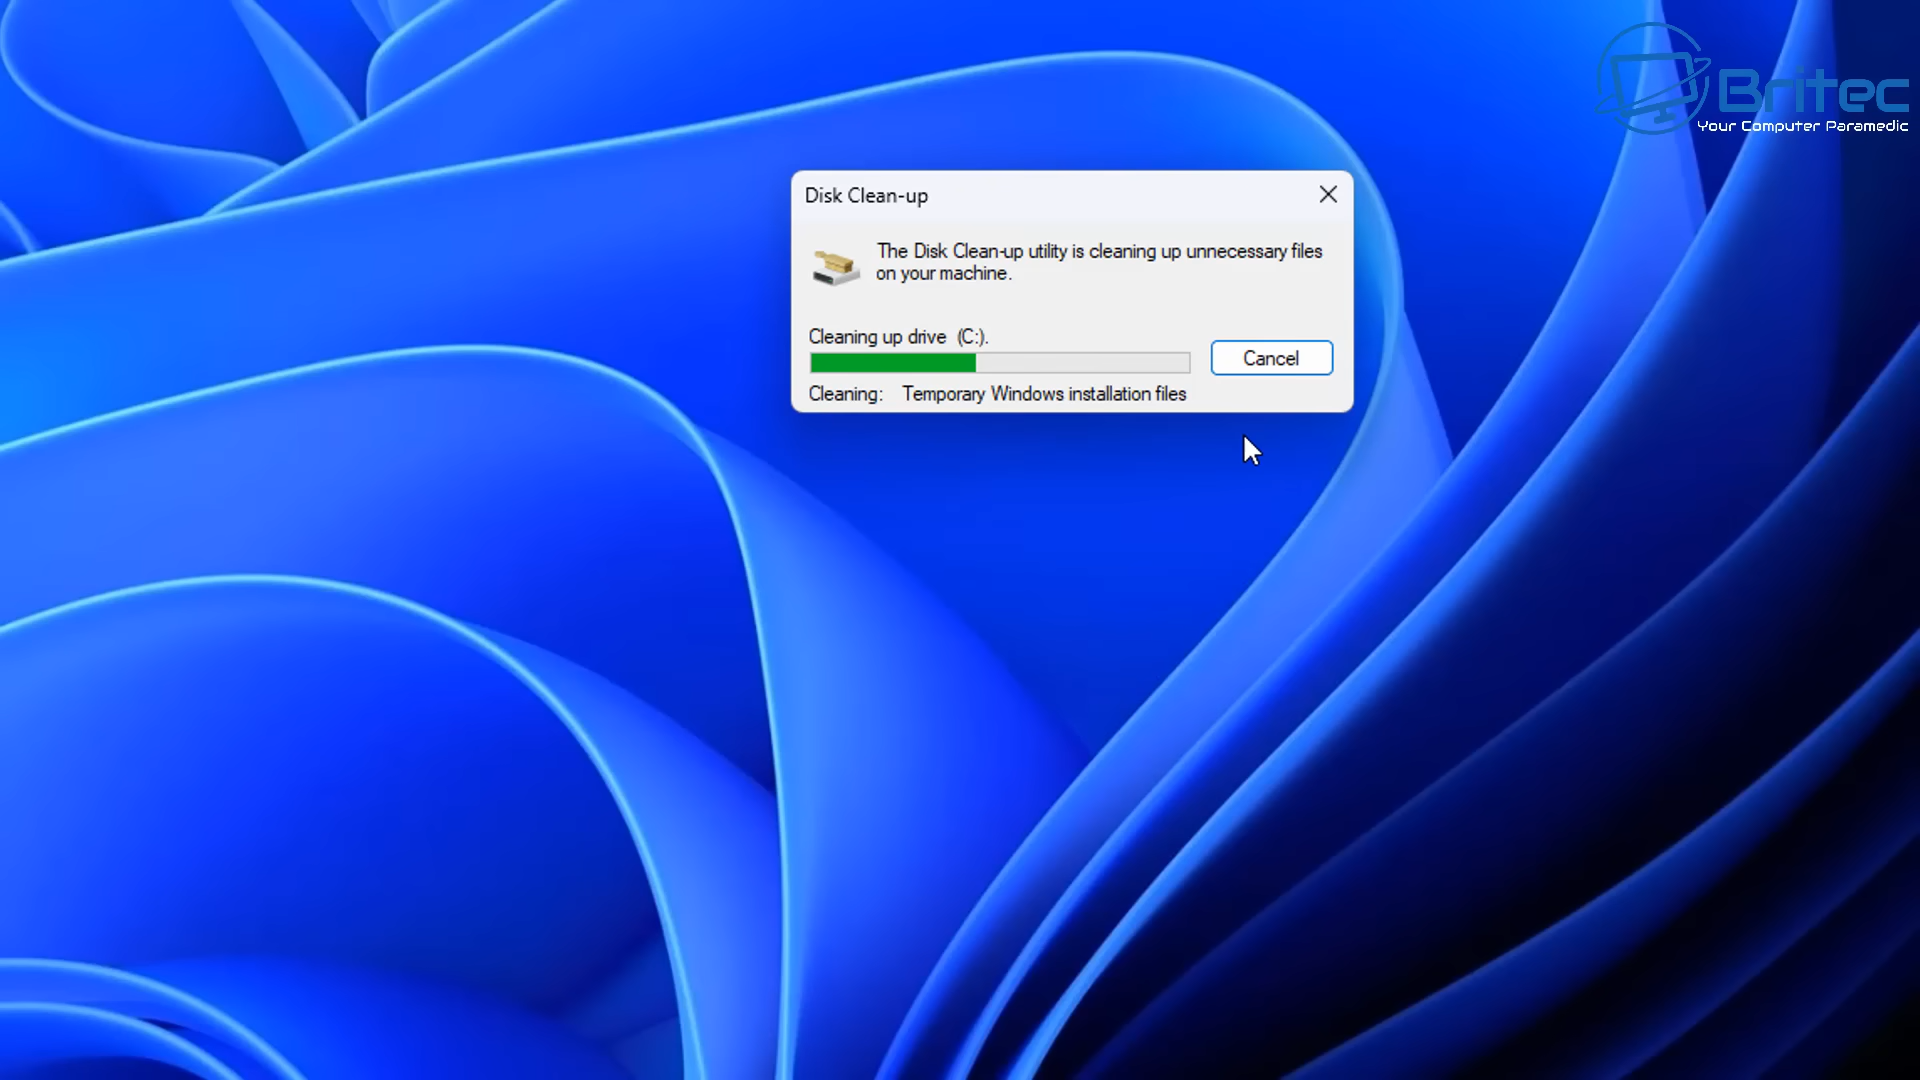 Britec
Your Computer Paramedic
Disk Clean-up
The Disk Clean-up utility is cleaning up unnecessary files
on your machine.
Cleaning up drive (C:).
Cancel
Cleaning: Temporary Windows installation files